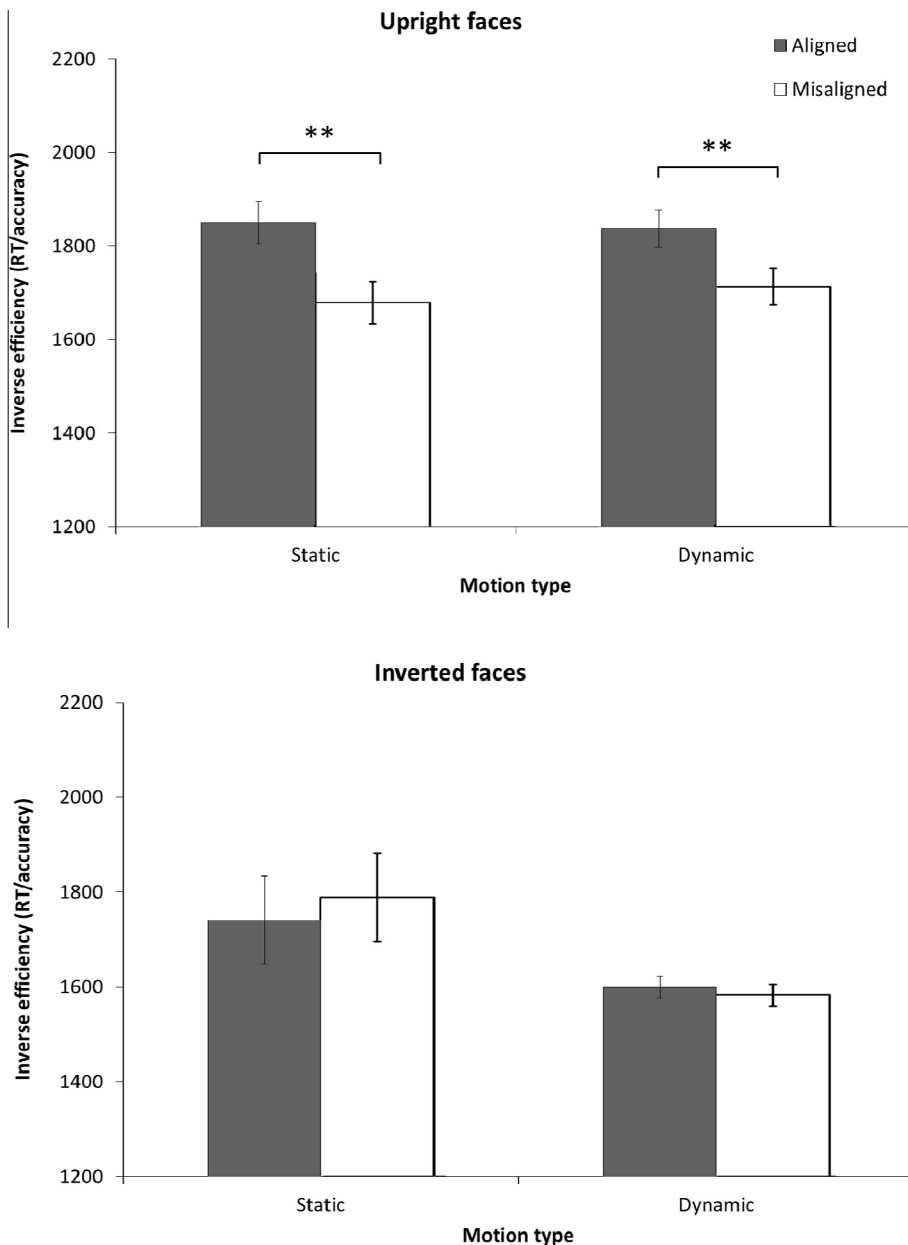 Upright faces
Aligned
Misaligned
2200
2000
1800
1600
1400
1200
Inverse efficiency (RT/accuracy)
**
**
Static
Dynamic
Motion type
Inverted faces
2200
2000
1800
1600
1400
1200
Inverse efficiency (RT/accuracy)
Static
Dynamic
Motion type